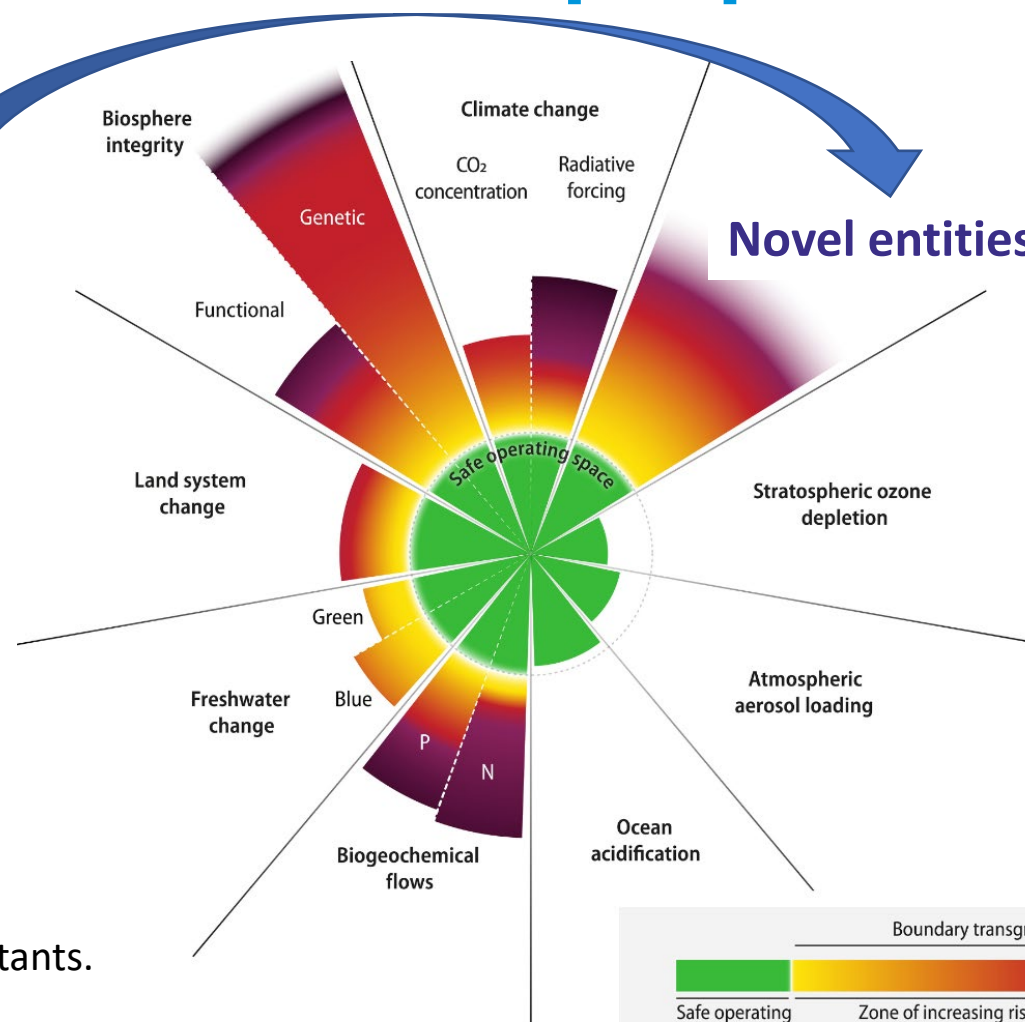 Biosphere
integrity
Climate change
CO₂
concentration
Radiative
forcing
Genetic
Novel entities
Functional
Safe operating space
Land system
change
Stratospheric ozone
depletion
Green
Freshwater
change
Blue
Atmospheric
aerosol loading
P
N
Ocean
acidification
Biogeochemical
flows
tants.
Boundary transgr
Safe operating
Zone of increasing ris